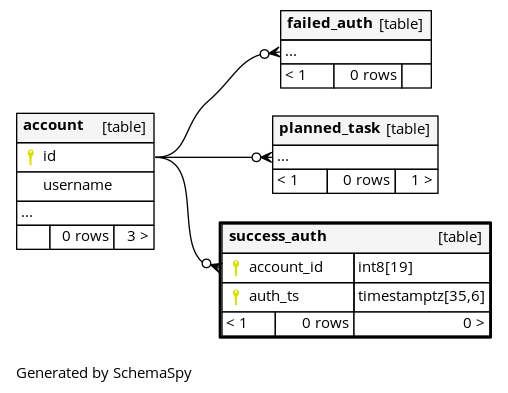 failed_auth [table]
...
< 1 0 rows
account [table]
id
username
...
0 rows 3 >
planned_task [table]
...
< 1 0 rows 1 >
success_auth [table]
account_id int8[19]
auth_ts timestamptz[35,6]
< 1 0 rows 0 >
Generated by SchemaSpy